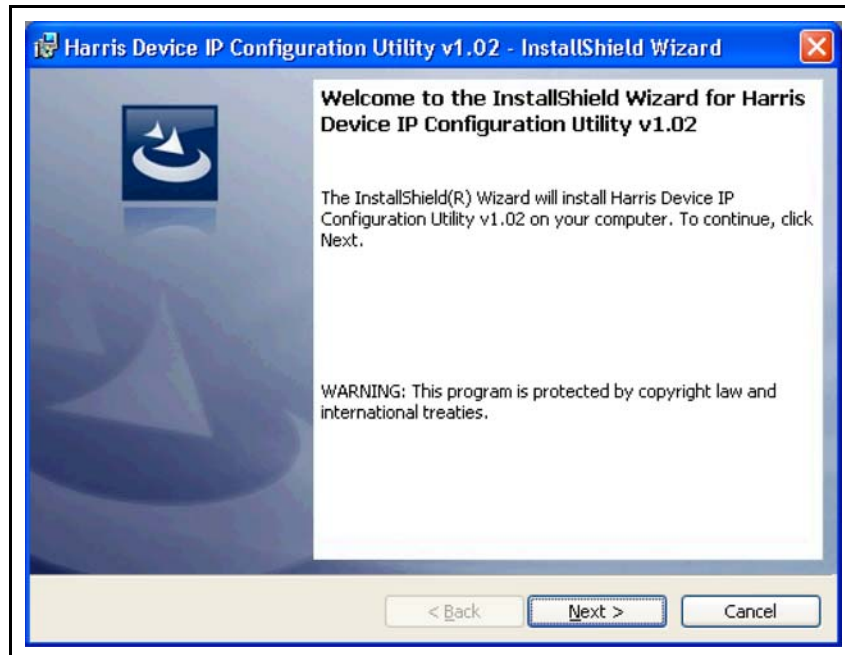 Harris Device IP Configuration Utility v1.02 - InstallShield Wizard
Welcome to the InstallShield Wizard for Harris
Device IP Configuration Utility v1.02
The InstallShield(R) Wizard will install Harris Device IP
Configuration Utility v1.02 on your computer. To continue, click
Next.
WARNING: This program is protected by copyright law and
international treaties.
< Back
Next >
Cancel